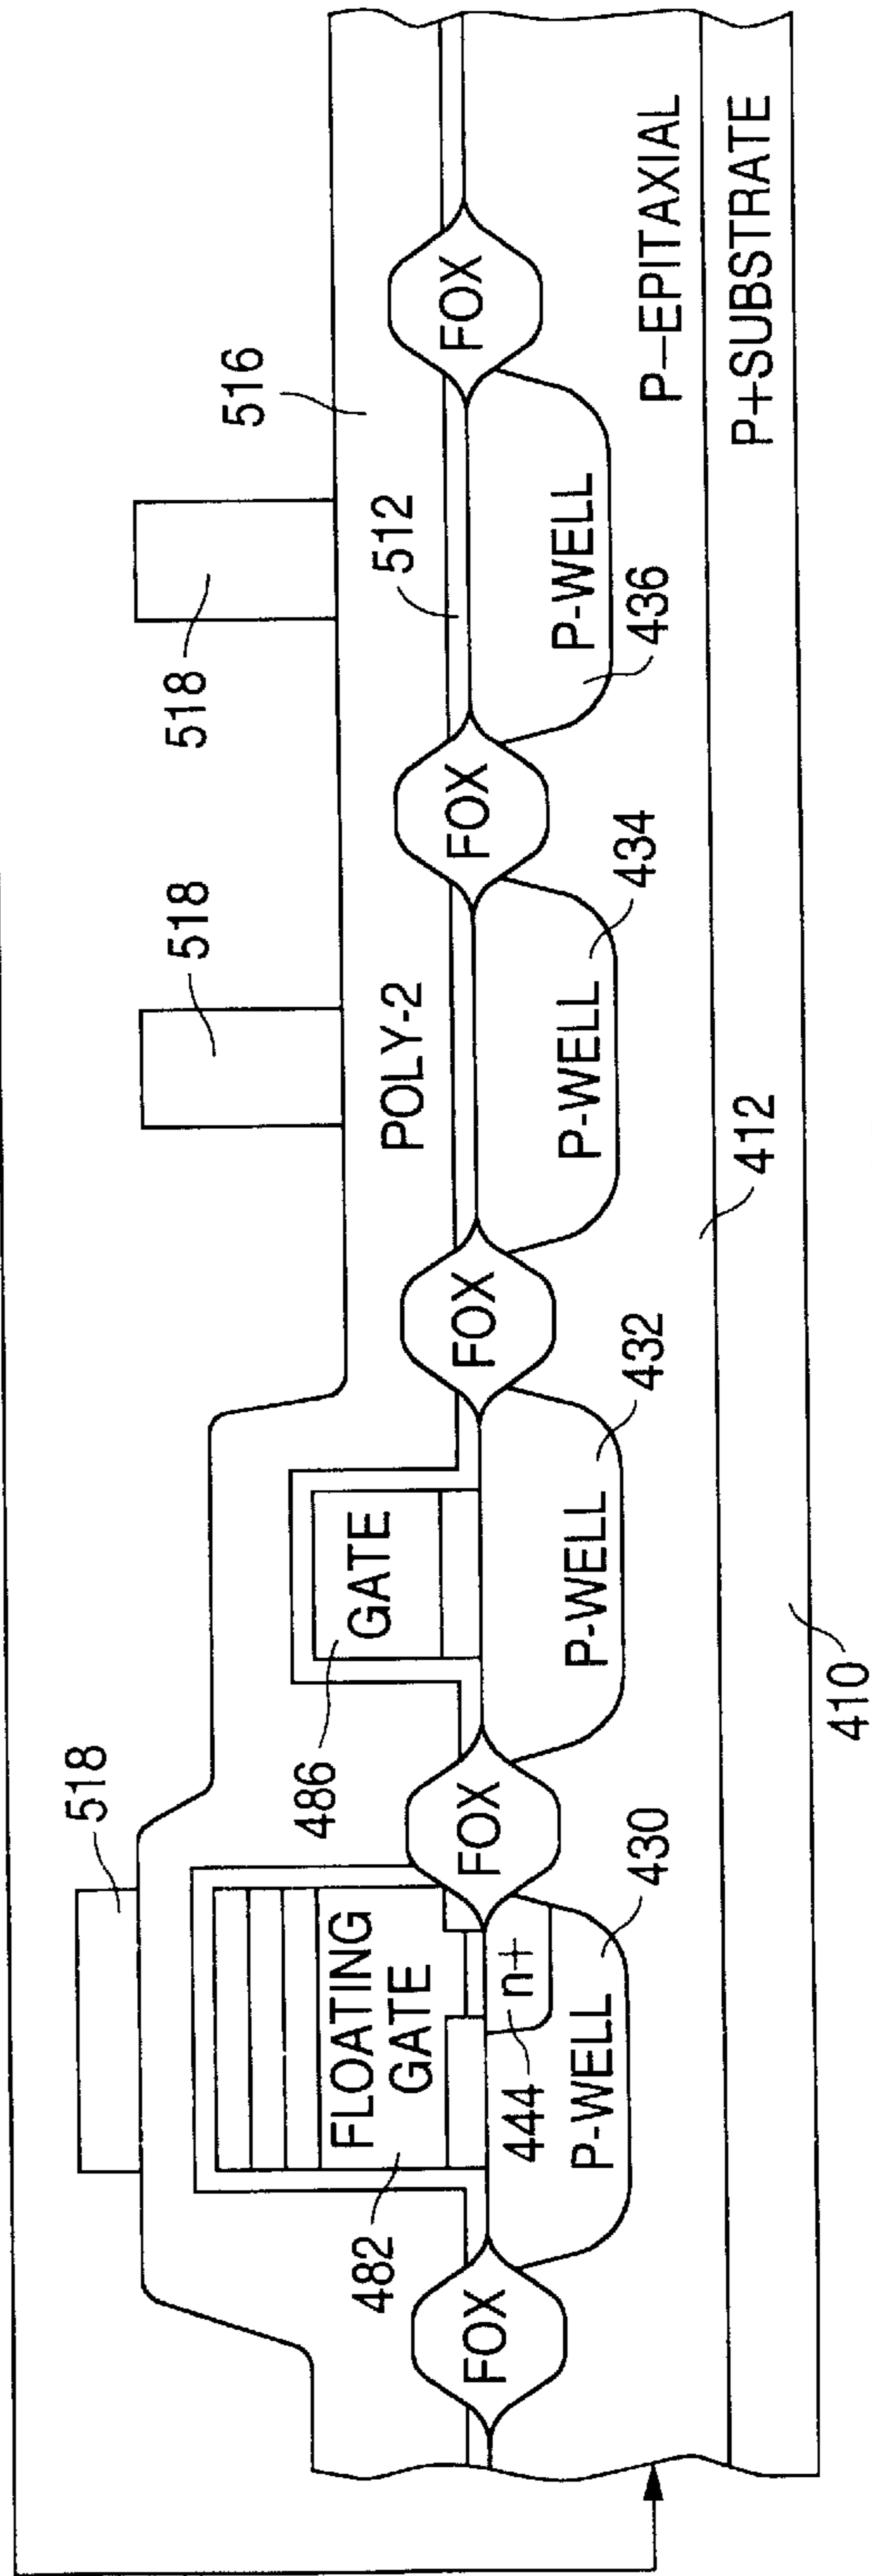 518
518
518
516
486
POLY-2
512
482
FLOATING
GATE
GATE
FOX
FOX
FOX
FOX
FOX
444
n+
P-WELL
430
P-WELL
432
P-WELL
434
P-WELL
436
P-EPITAXIAL
412
P+SUBSTRATE
410